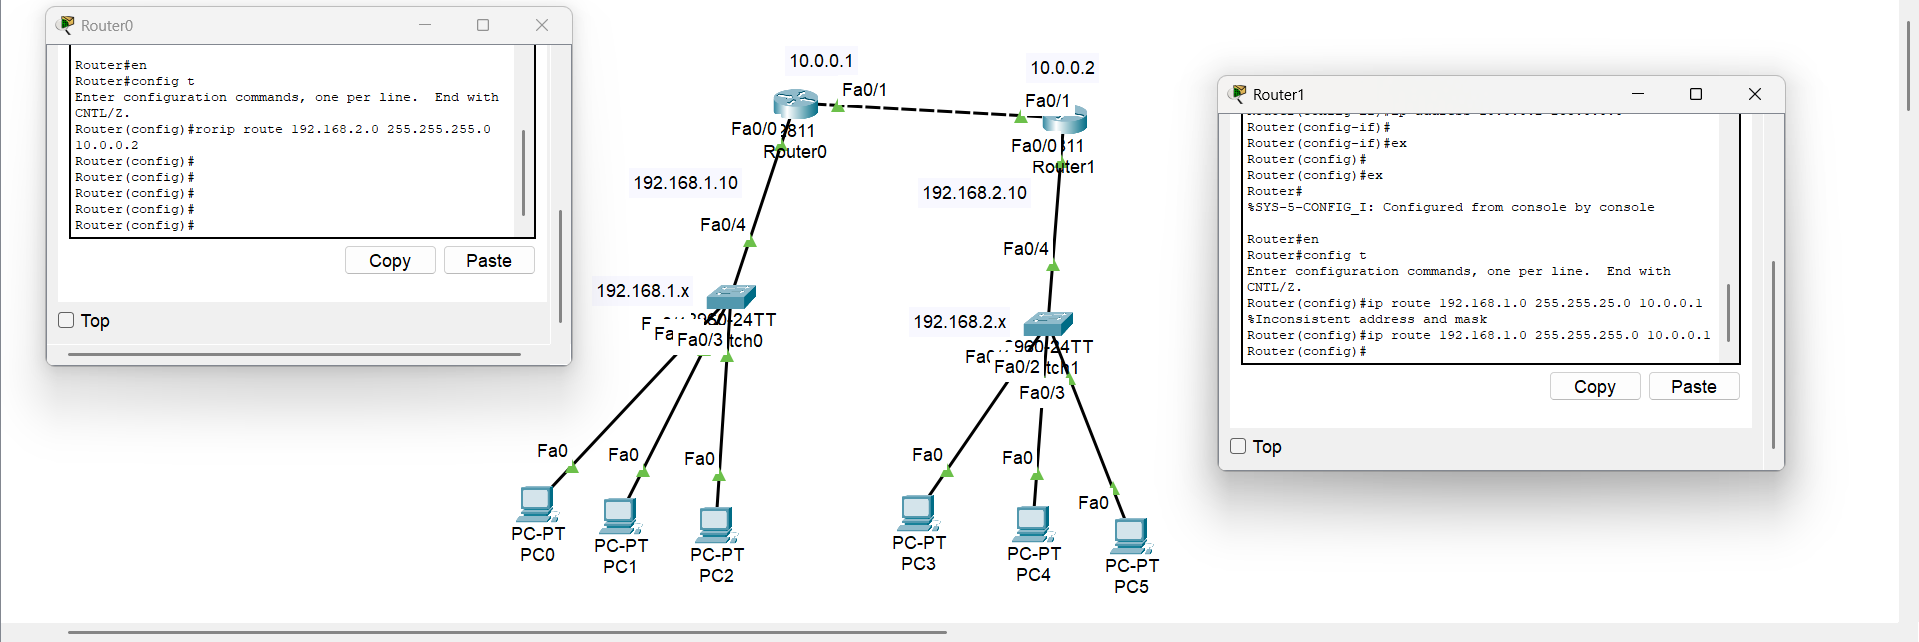 Router0
Router#en
Router#config t
Enter configuration commands, one per line.  End with
CNTL/Z.
Router(config)#rorip route 192.168.2.0 255.255.255.0
10.0.0.2
Router(config)#
Router(config)#
Router(config)#
Router(config)#
Router(config)#
Copy
Paste
Top
10.0.0.1
10.0.0.2
Fa0/1
Fa0/1
Fa0/0
811
Router0
Fa0/0
11
Router1
192.168.1.10
192.168.2.10
Fa0/4
Fa0/4
192.168.1.x
192.168.2.x
960-24TT
Fa0/3
tch0
960-24TT
Fa0/2
tch1
Fa0/3
Fa0
Fa0
Fa0
Fa0
Fa0
Fa0
PC-PT
PC0
PC-PT
PC1
PC-PT
PC2
PC-PT
PC3
PC-PT
PC4
PC-PT
PC5
Router1
Router(config-if)#
Router(config-if)#ex
Router(config)#
Router(config)#ex
Router#
%SYS-5-CONFIG_I: Configured from console by console
Router#en
Router#config t
Enter configuration commands, one per line.  End with
CNTL/Z.
Router(config)#ip route 192.168.1.0 255.255.25.0 10.0.0.1
%Inconsistent address and mask
Router(config)#ip route 192.168.1.0 255.255.255.0 10.0.0.1
Router(config)#
Copy
Paste
Top